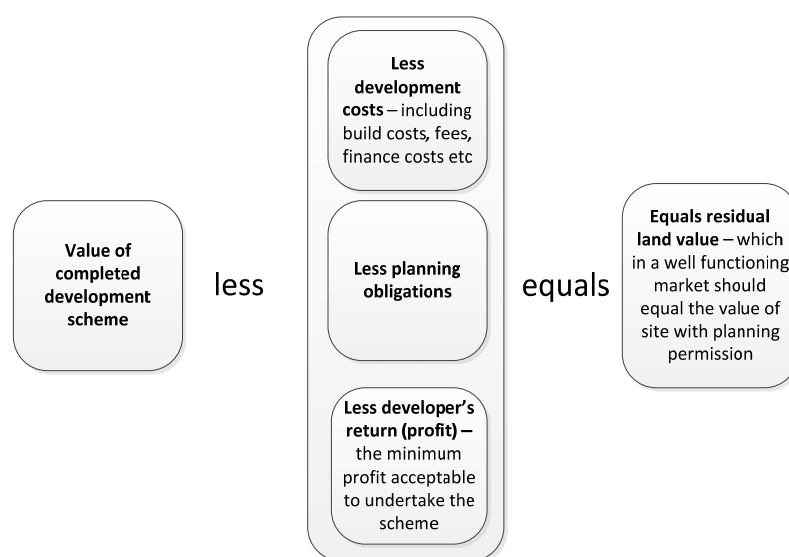 Value of
completed
development
scheme
less
Less
development
costs – including
build costs, fees,
finance costs etc
Less planning
obligations
Less developer's
return (profit) –
the minimum
profit acceptable
to undertake the
scheme
equals
Equals residual
land value – which
in a well functioning
market should
equal the value of
site with planning
permission